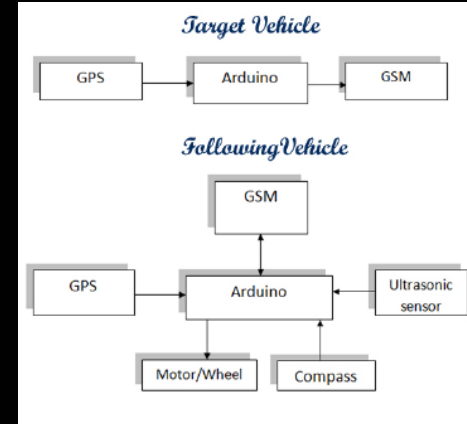 Target Vehicle
GPS
Arduino
GSM
FollowingVehicle
GSM
GPS
Arduino
Ultrasonic
sensor
Motor/Wheel
Compass